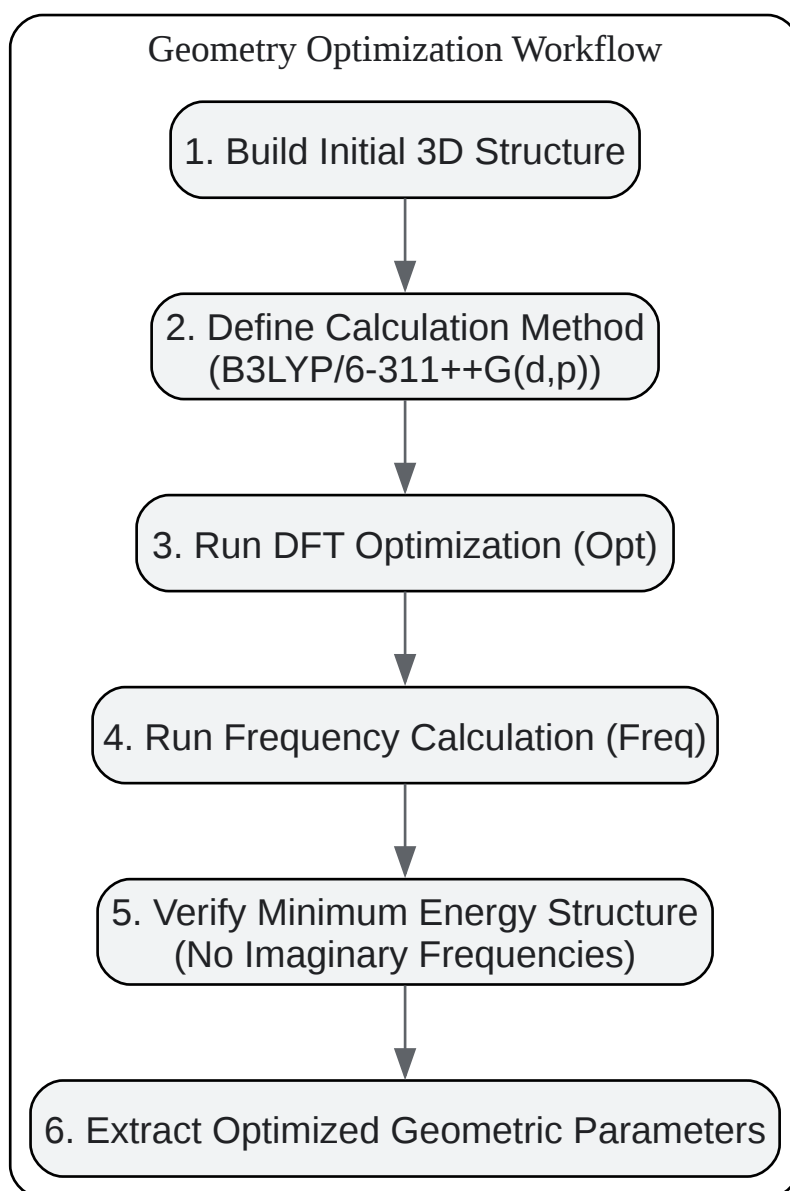 Geometry Optimization Workflow
1. Build Initial 3D Structure
2. Define Calculation Method
(B3LYP/6-311++G(d,p))
3. Run DFT Optimization (Opt)
4. Run Frequency Calculation (Freq)
5. Verify Minimum Energy Structure
(No Imaginary Frequencies)
6. Extract Optimized Geometric Parameters